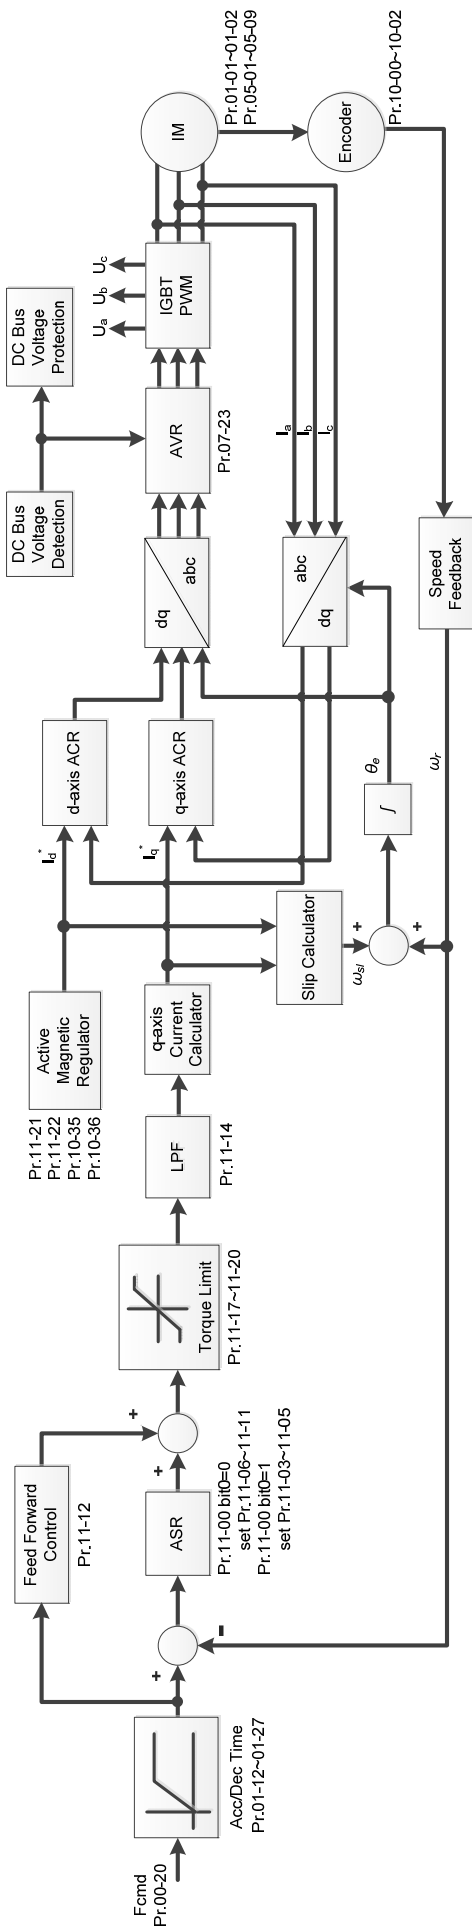 Fcmd
Pr.00-20
Acc/Dec Time
Pr.01-12~01-27
+
-
Feed Forward
Control
Pr.11-12
ASR
Pr.11-00 bit0=0
set Pr.11-06~11-11
Pr.11-00 bit0=1
set Pr.11-03~11-05
+
+
Torque Limit
Pr.11-17~11-20
LPF
Pr.11-14
q-axis
Current
Calculator
Pr.11-21
Pr.11-22
Pr.10-35
Pr.10-36
Active
Magnetic
Regulator
Id*
Iq*
d-axis ACR
q-axis ACR
Slip Calculator
ωsl
+
+
∫
θe
ωr
dq
abc
abc
dq
Ia
Ib
Ic
DC Bus
Voltage
Detection
DC Bus
Voltage
Protection
AVR
Pr.07-23
IGBT
PWM
Ua
Ub
Uc
IM
Pr.01-01~01-02
Pr.05-01~05-09
Encoder
Pr.10-00~10-02
Speed
Feedback